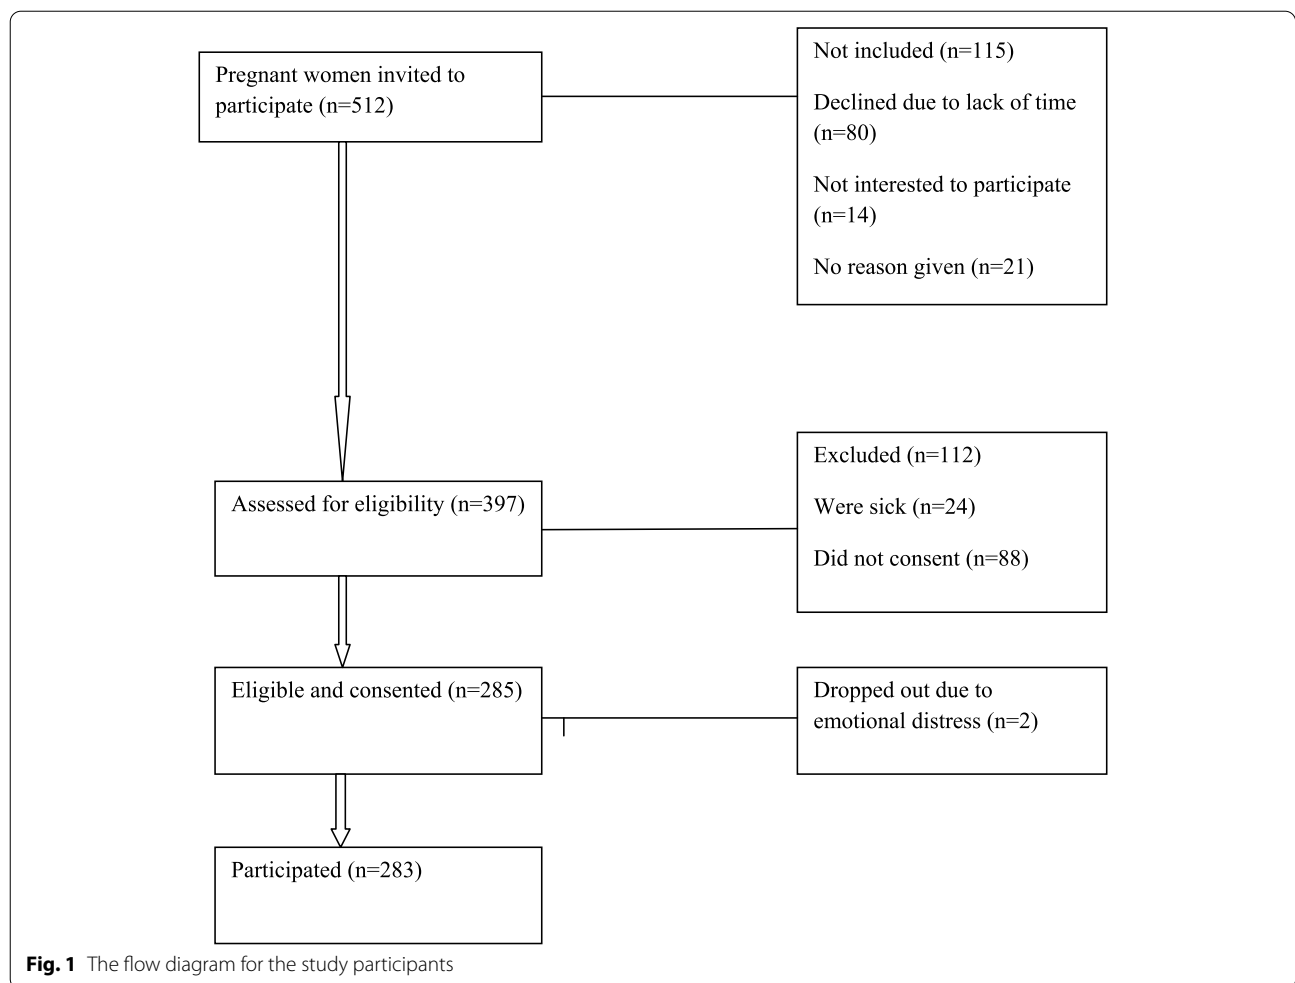 Pregnant women invited to
participate (n=512)
Not included (n=115)
Declined due to lack of time
(n=80)
Not interested to participate
(n=14)
No reason given (n=21)
Assessed for eligibility (n=397)
Excluded (n=112)
Were sick (n=24)
Did not consent (n=88)
Eligible and consented (n=285)
Dropped out due to
emotional distress (n=2)
Participated (n=283)
Fig. 1 The flow diagram for the study participants